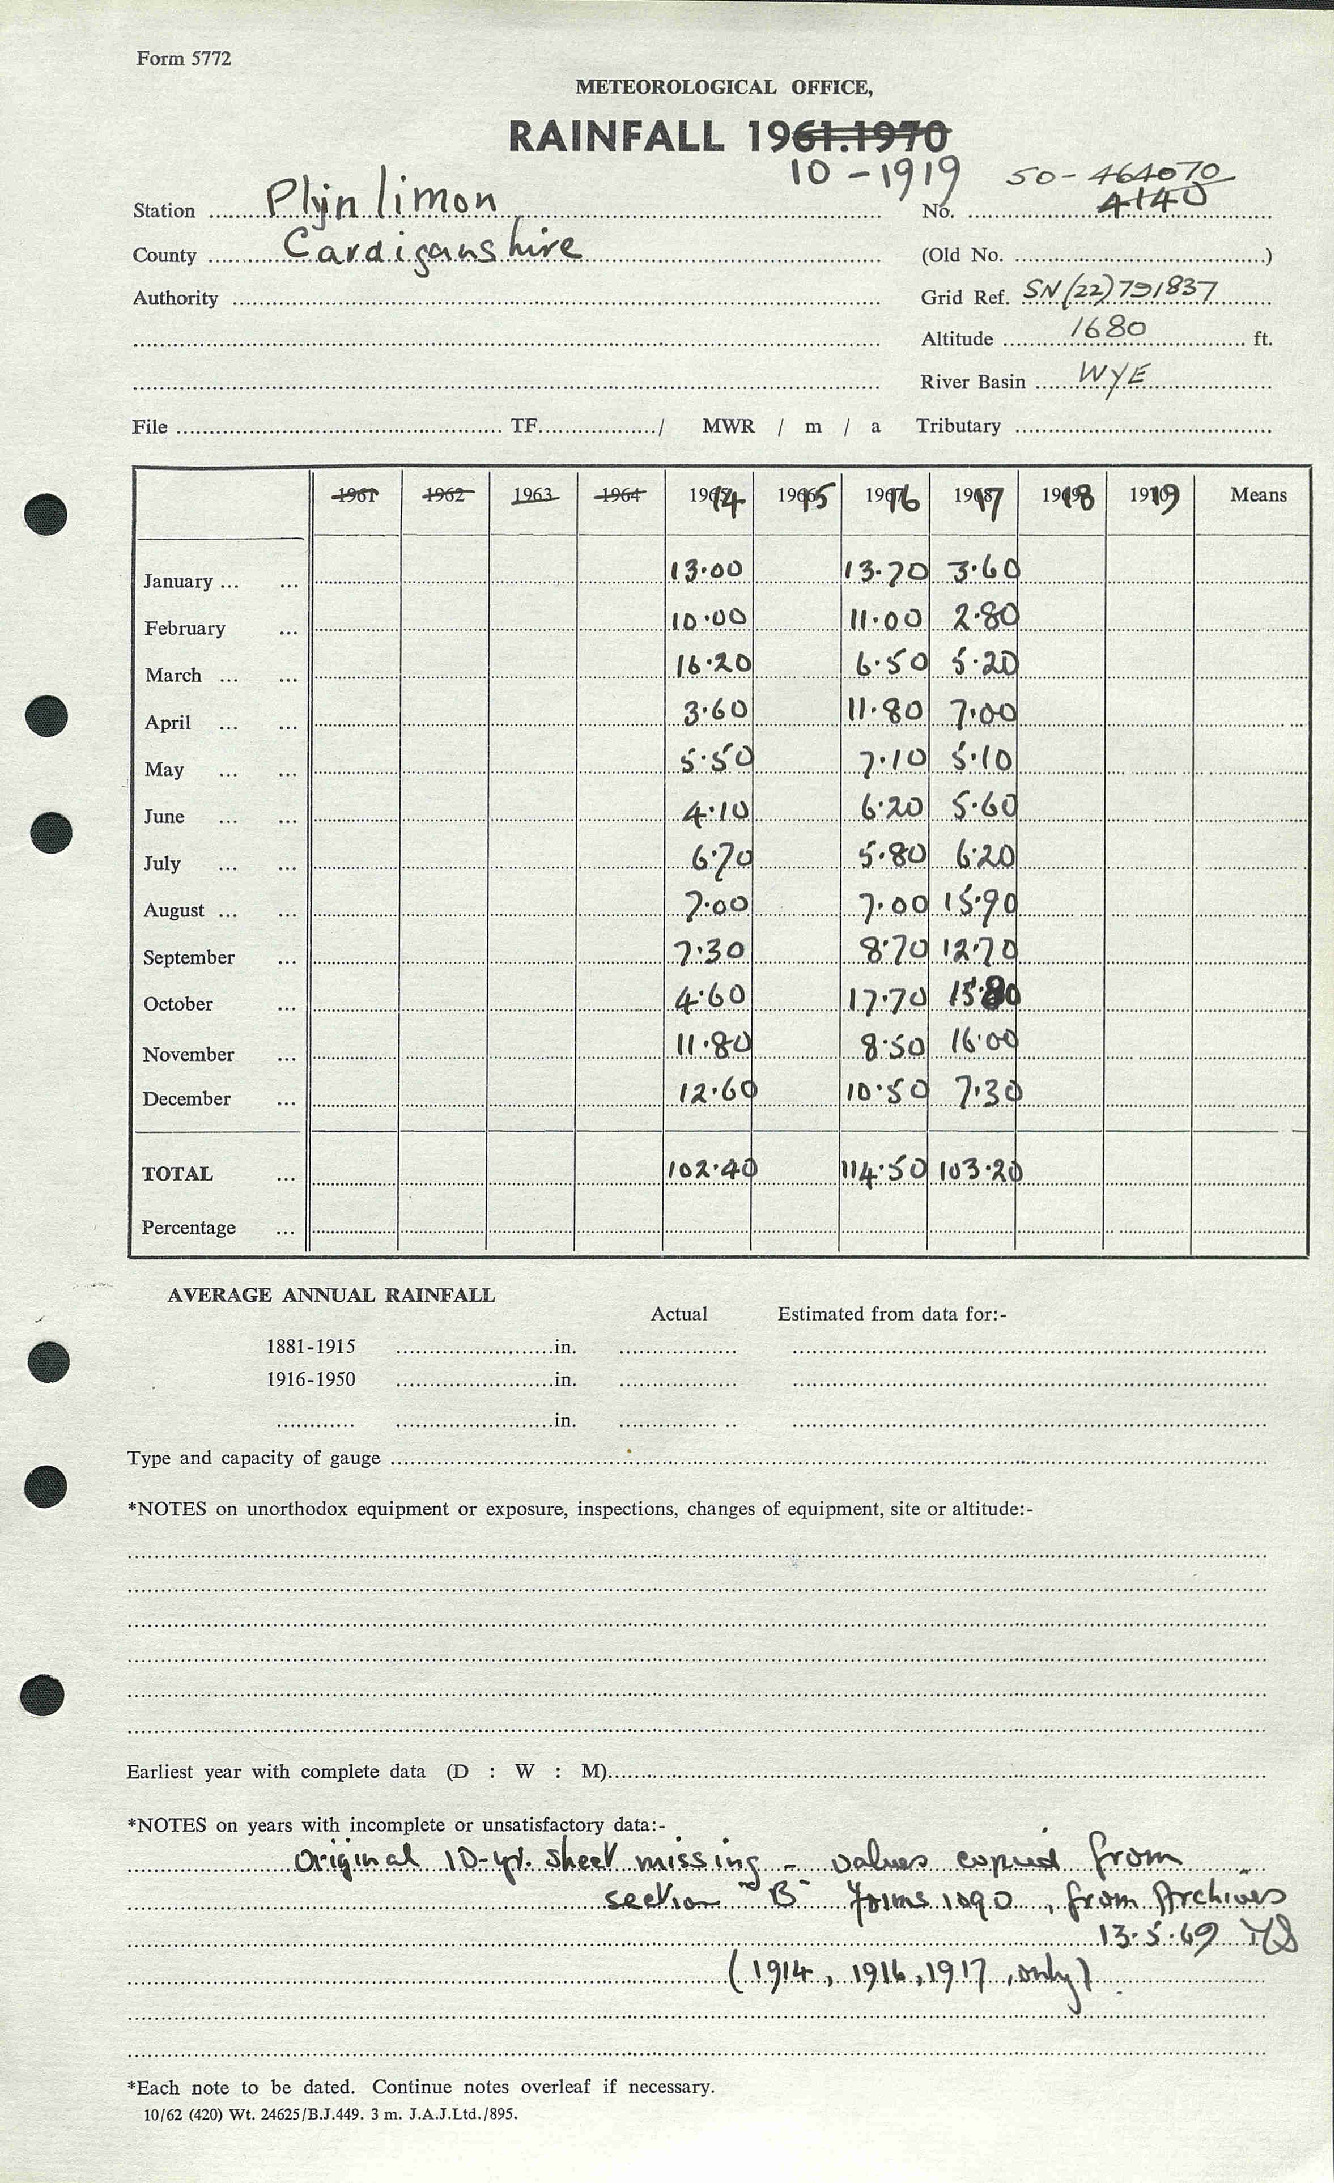 Form 5772
METEOROLOGICAL OFFICE,
RAINFALL 1961.1970
10 - 1919
50 - 464070
Station Plynlimon No. 4140
County Cardiganshire (Old No. )
Authority Grid Ref. SN(22)791837
Altitude 1680 ft.
River Basin WYE
File TF. / MWR / m / a Tributary
1961 1962 1963 1964 14 15 16 17 18 19 Means
January ... ... 13.00 13.70 3.60
February ... 10.00 11.00 2.80
March ... ... 16.20 6.50 5.20
April ... ... 3.60 11.80 7.00
May ... ... 5.50 7.10 5.10
June ... ... 4.10 6.20 5.60
July ... ... 6.70 5.80 6.20
August ... ... 7.00 7.00 15.90
September ... 7.30 8.70 12.70
October ... 4.60 17.70 15.80
November ... 11.80 8.50 16.00
December ... 12.60 10.50 7.30
TOTAL ... 102.40 114.50 103.20
Percentage ...
AVERAGE ANNUAL RAINFALL
Actual Estimated from data for:-
1881-1915 in.
1916-1950 in.
in.
Type and capacity of gauge
*NOTES on unorthodox equipment or exposure, inspections, changes of equipment, site or altitude:-
Earliest year with complete data (D : W : M)
*NOTES on years with incomplete or unsatisfactory data:-
Original 10-yr. sheet missing - values copied from
section "B" forms 1090, from Archives
13.5.69
(1914, 1916, 1917, only).
*Each note to be dated. Continue notes overleaf if necessary.
10/62 (420) Wt. 24625/B.J.449. 3 m. J.A.J.Ltd./895.